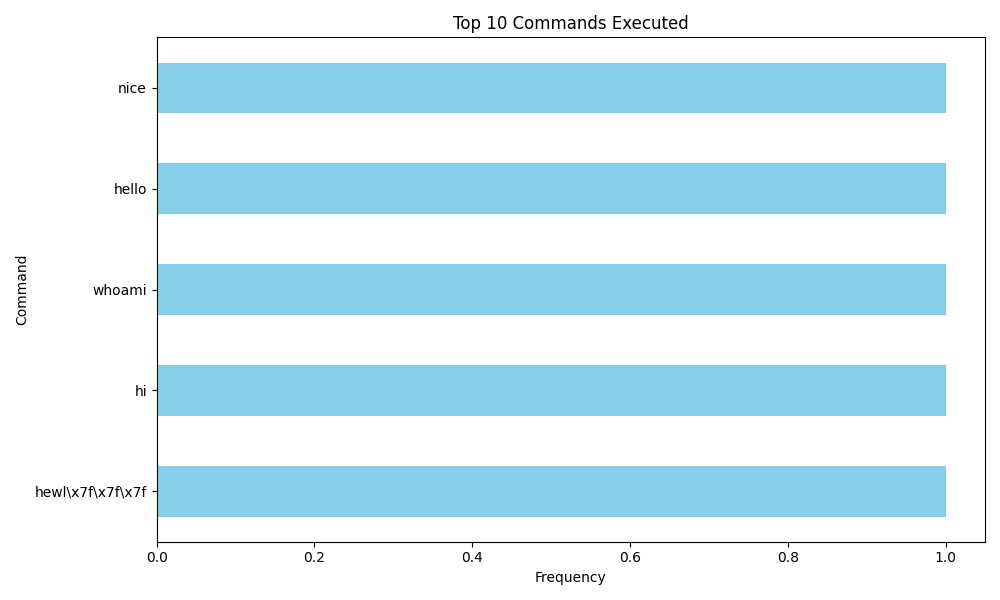 Top 10 Commands Executed
Command
nice
hello
whoami
hi
hewl\x7f\x7f\x7f
0.0 0.2 0.4 0.6 0.8 1.0
Frequency